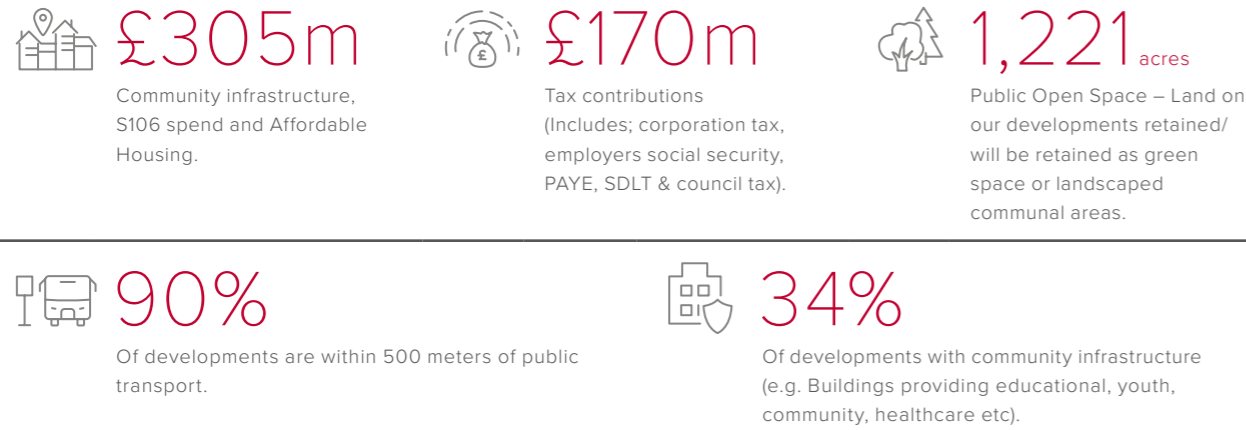 £305m
Community infrastructure,
S106 spend and Affordable
Housing.
£
£170m
Tax contributions
(Includes; corporation tax,
employers social security,
PAYE, SDLT & council tax).
1,221 acres
Public Open Space – Land on
our developments retained/
will be retained as green
space or landscaped
communal areas.
90%
Of developments are within 500 meters of public
transport.
34%
Of developments with community infrastructure
(e.g. Buildings providing educational, youth,
community, healthcare etc).